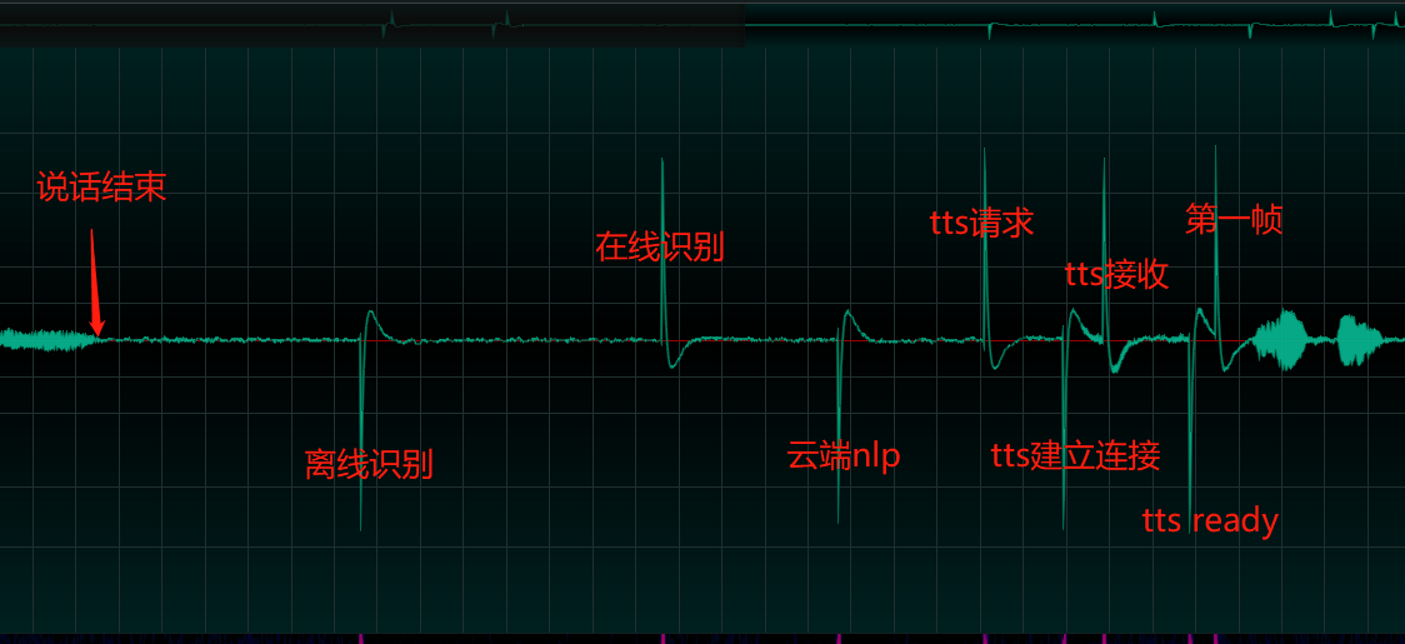 说话结束
在线识别
tts请求
第一帧
tts接收
离线识别
云端nlp
tts建立连接
tts ready